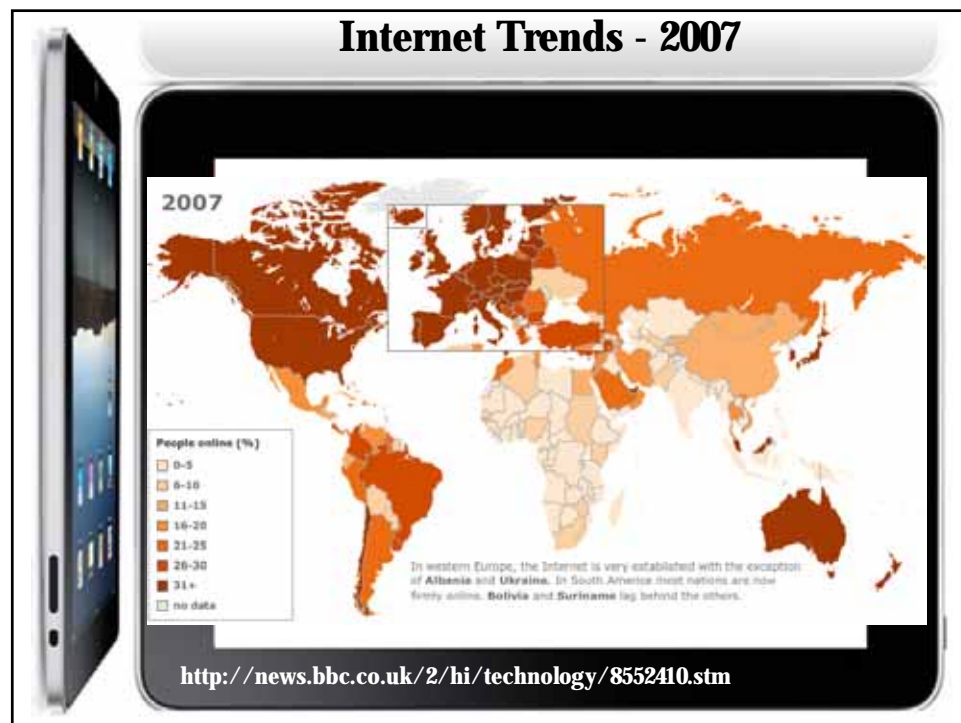 Internet Trends - 2007
2007
People online (%)
0-5
6-10
11-15
16-20
21-25
26-30
31+
no data
In western Europe, the Internet is very established with the exception
of Albania and Ukraine. In South America most nations are now
firmly online. Bolivia and Suriname lag behind the others.
http://news.bbc.co.uk/2/hi/technology/8552410.stm